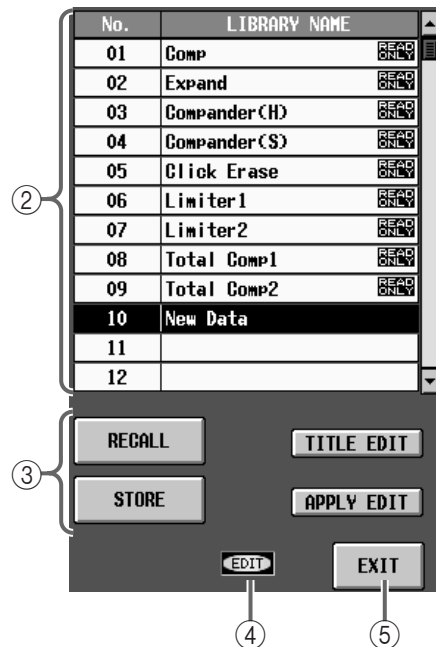 No. LIBRARY NAME
01 Comp READ ONLY
02 Expand READ ONLY
03 Compander(H) READ ONLY
04 Compander(S) READ ONLY
05 Click Erase READ ONLY
06 Limiter1 READ ONLY
07 Limiter2 READ ONLY
08 Total Comp1 READ ONLY
09 Total Comp2 READ ONLY
10 New Data
11
12
②
RECALL TITLE EDIT
③
STORE APPLY EDIT
EDIT EXIT
④ ⑤